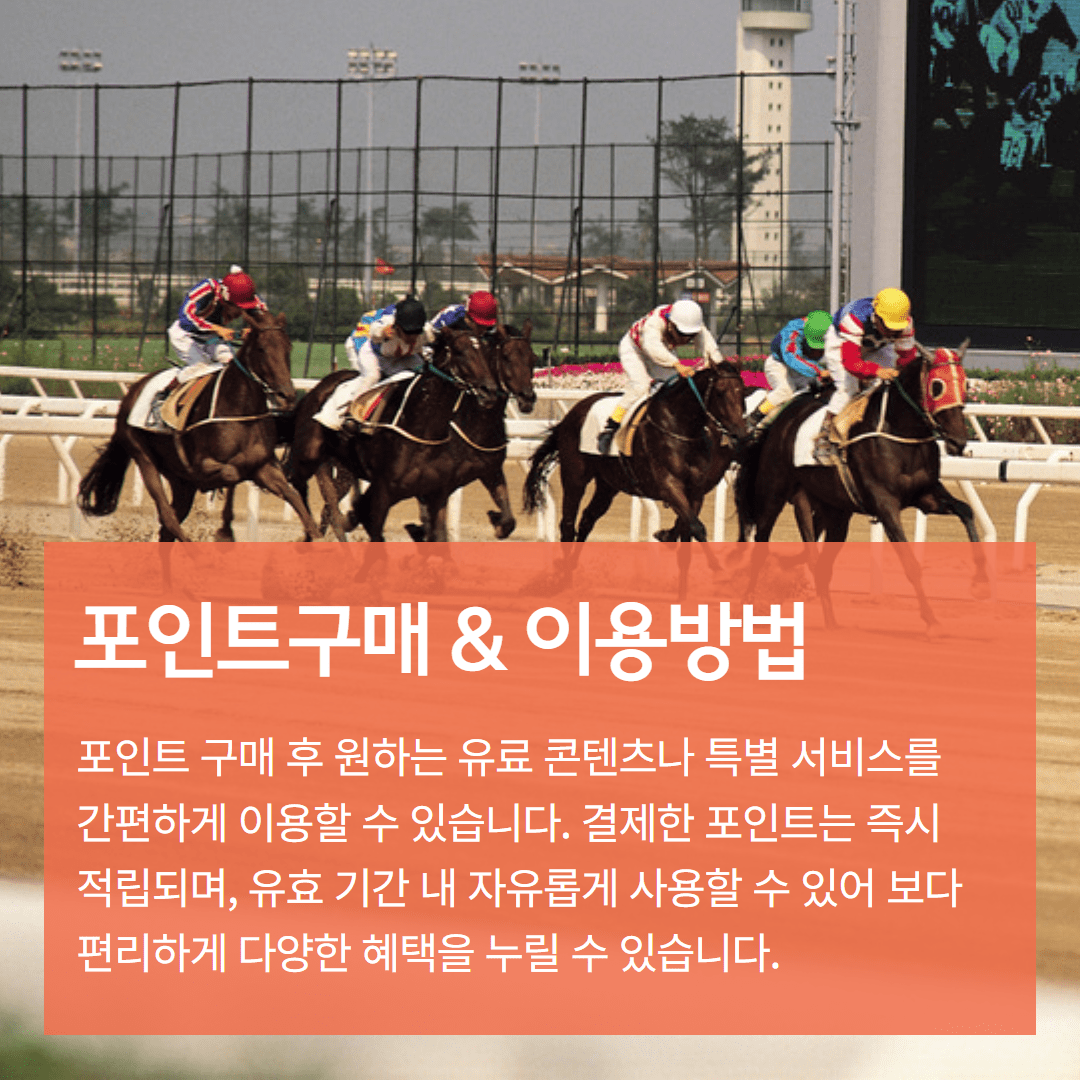 포인트구매 & 이용방법
포인트 구매 후 원하는 유료 콘텐츠나 특별 서비스를
간편하게 이용할 수 있습니다. 결제한 포인트는 즉시
적립되며, 유효 기간 내 자유롭게 사용할 수 있어 보다
편리하게 다양한 혜택을 누릴 수 있습니다.